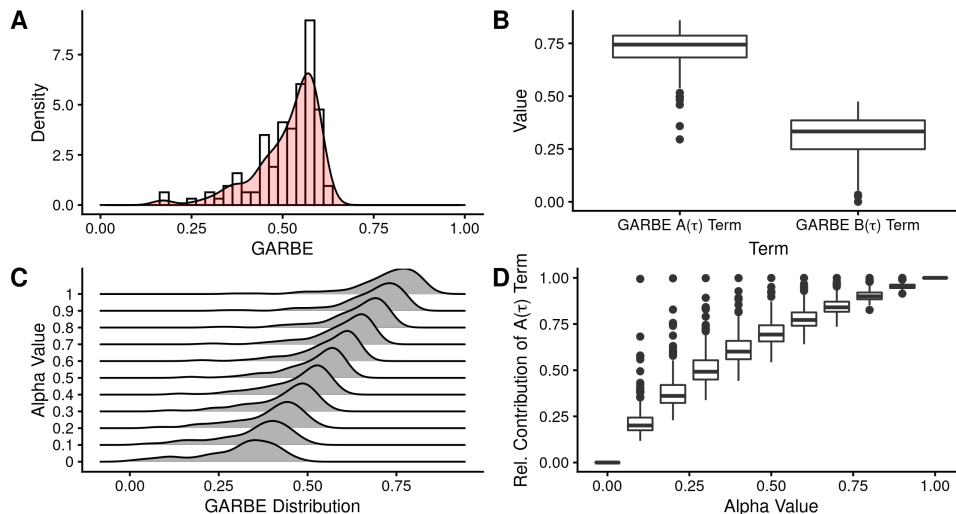 A
Density
7.5
5.0
2.5
0.0
0.00
0.25
0.50
0.75
1.00
GARBE
B
Value
0.75
0.50
0.25
0.00
GARBE A(τ) Term
GARBE B(τ) Term
Term
C
Alpha Value
1
0.9
0.8
0.7
0.6
0.5
0.4
0.3
0.2
0.1
0
0.00
0.25
0.50
0.75
GARBE Distribution
D
Rel. Contribution of A(τ) Term
1.00
0.75
0.50
0.25
0.00
0.00
0.25
0.50
0.75
1.00
Alpha Value